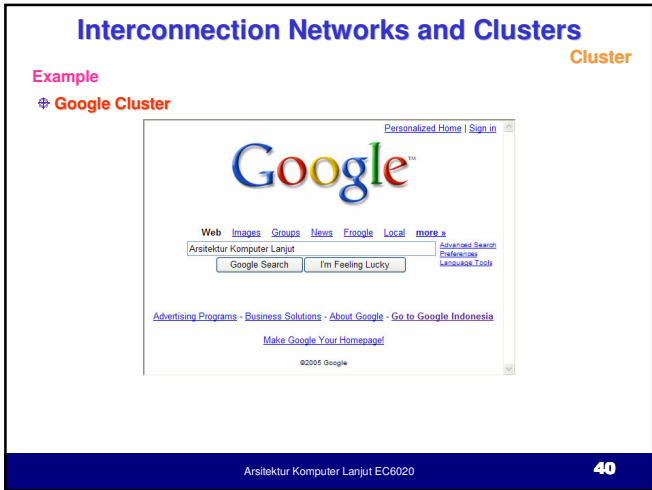 Interconnection Networks and Clusters
Cluster
Example
Google Cluster
Personalized Home | Sign in
Google™
Web Images Groups News Froogle Local more »
Arsitektur Komputer Lanjut
Advanced Search
Preferences
Language Tools
Google Search I'm Feeling Lucky
Advertising Programs - Business Solutions - About Google - Go to Google Indonesia
Make Google Your Homepage!
©2005 Google
Arsitektur Komputer Lanjut EC6020
40